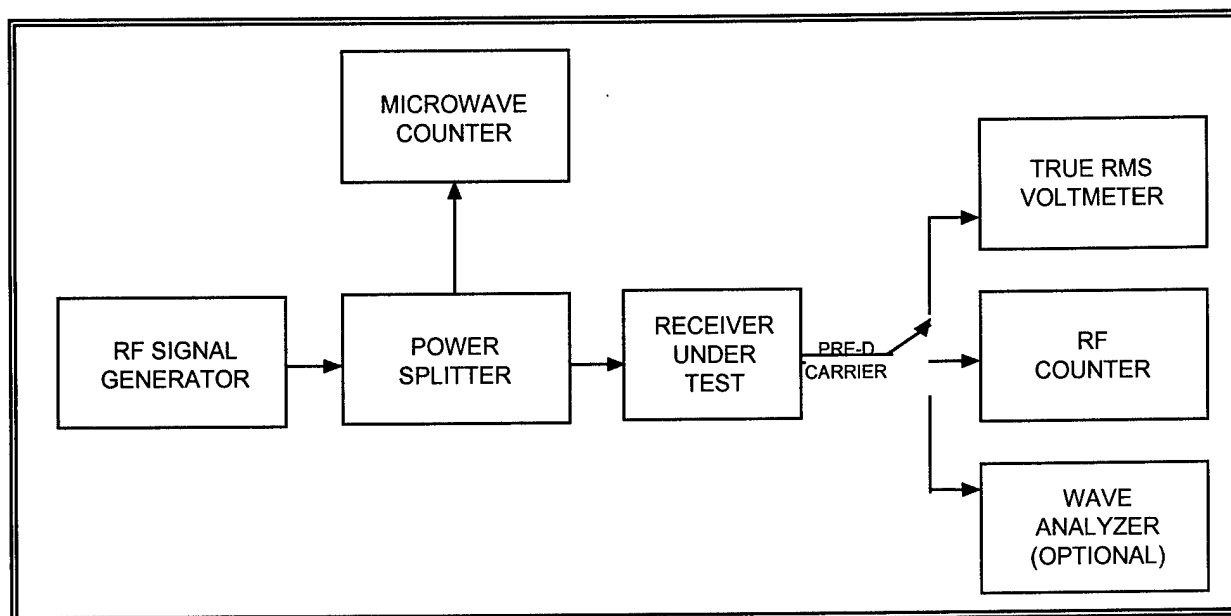 MICROWAVE
COUNTER
RF SIGNAL
GENERATOR
POWER
SPLITTER
RECEIVER
UNDER
TEST
PRE-D
CARRIER
TRUE RMS
VOLTMETER
RF
COUNTER
WAVE
ANALYZER
(OPTIONAL)